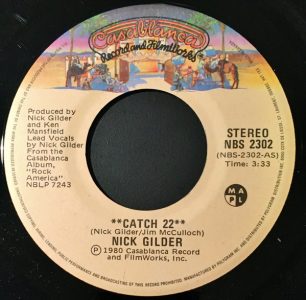 Casablanca
Record and FilmWorks
Produced by
Nick Gilder
and Ken
Mansfield
Lead Vocals
by Nick Gilder
From the
Casablanca
Album,
"Rock
America"
NBLP 7243
STEREO
NBS 2302
(NBS-2302-AS)
Time: 3:33
M A
P L
**CATCH 22**
(Nick Gilder/Jim McCulloch)
NICK GILDER
Ⓟ 1980 Casablanca Record
and FilmWorks, Inc.